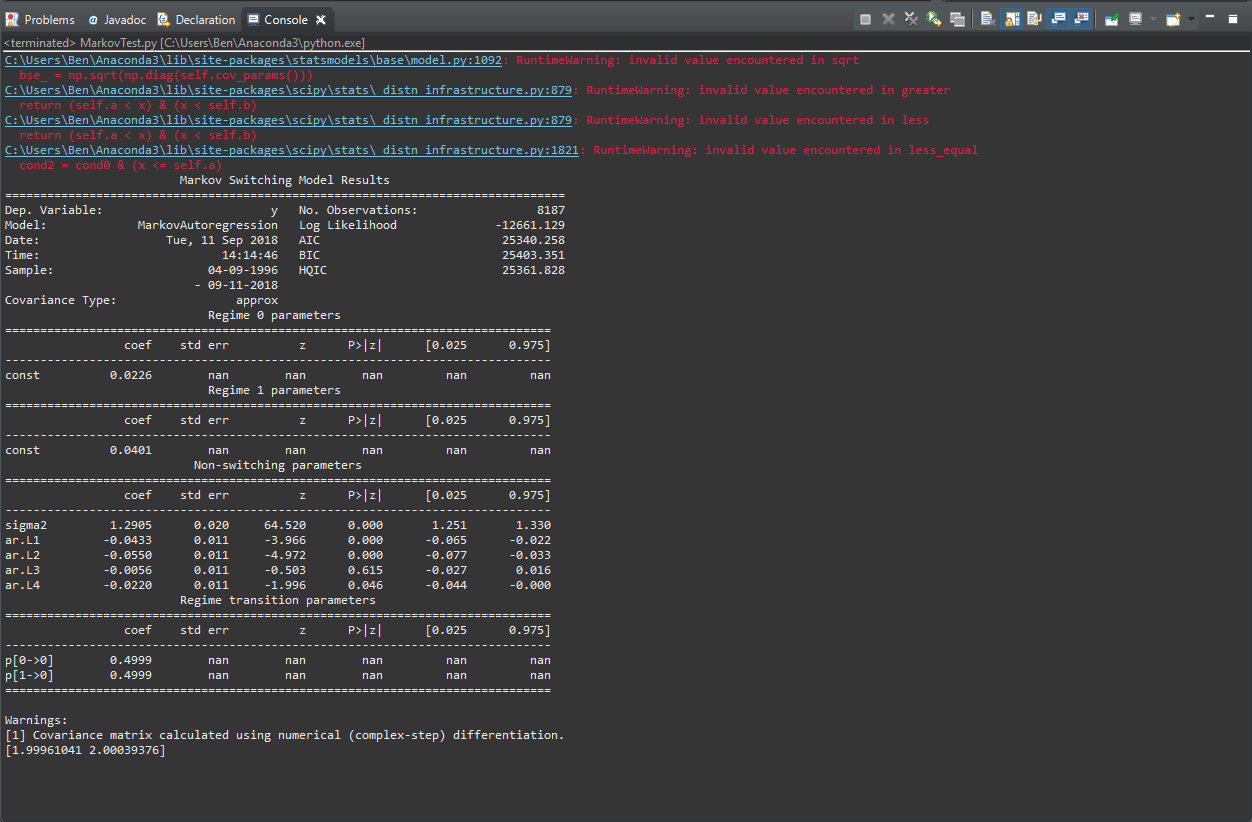 Problems @ Javadoc Declaration Console
<terminated> MarkovTest.py [C:\Users\Ben\Anaconda3\python.exe]
C:\Users\Ben\Anaconda3\lib\site-packages\statsmodels\base\model.py:1092: RuntimeWarning: invalid value encountered in sqrt
bse_ = np.sqrt(np.diag(self.cov_params()))
C:\Users\Ben\Anaconda3\lib\site-packages\scipy\stats\_distn_infrastructure.py:879: RuntimeWarning: invalid value encountered in greater
return (self.a < x) & (x < self.b)
C:\Users\Ben\Anaconda3\lib\site-packages\scipy\stats\_distn_infrastructure.py:879: RuntimeWarning: invalid value encountered in less
return (self.a < x) & (x < self.b)
C:\Users\Ben\Anaconda3\lib\site-packages\scipy\stats\_distn_infrastructure.py:1821: RuntimeWarning: invalid value encountered in less_equal
cond2 = cond0 & (x <= self.a)
Markov Switching Model Results
================================================================================
Dep. Variable: y No. Observations: 8187
Model: MarkovAutoregression Log Likelihood -12661.129
Date: Tue, 11 Sep 2018 AIC 25340.258
Time: 14:14:46 BIC 25403.351
Sample: 04-09-1996 HQIC 25361.828
- 09-11-2018
Covariance Type: approx
Regime 0 parameters
==============================================================================
coef std err z P>|z| [0.025 0.975]
------------------------------------------------------------------------------
const 0.0226 nan nan nan nan nan
Regime 1 parameters
==============================================================================
coef std err z P>|z| [0.025 0.975]
------------------------------------------------------------------------------
const 0.0401 nan nan nan nan nan
Non-switching parameters
==============================================================================
coef std err z P>|z| [0.025 0.975]
------------------------------------------------------------------------------
sigma2 1.2905 0.020 64.520 0.000 1.251 1.330
ar.L1 -0.0433 0.011 -3.966 0.000 -0.065 -0.022
ar.L2 -0.0550 0.011 -4.972 0.000 -0.077 -0.033
ar.L3 -0.0056 0.011 -0.503 0.615 -0.027 0.016
ar.L4 -0.0220 0.011 -1.996 0.046 -0.044 -0.000
Regime transition parameters
==============================================================================
coef std err z P>|z| [0.025 0.975]
------------------------------------------------------------------------------
p[0->0] 0.4999 nan nan nan nan nan
p[1->0] 0.4999 nan nan nan nan nan
==============================================================================
Warnings:
[1] Covariance matrix calculated using numerical (complex-step) differentiation.
[1.99961041 2.00039376]